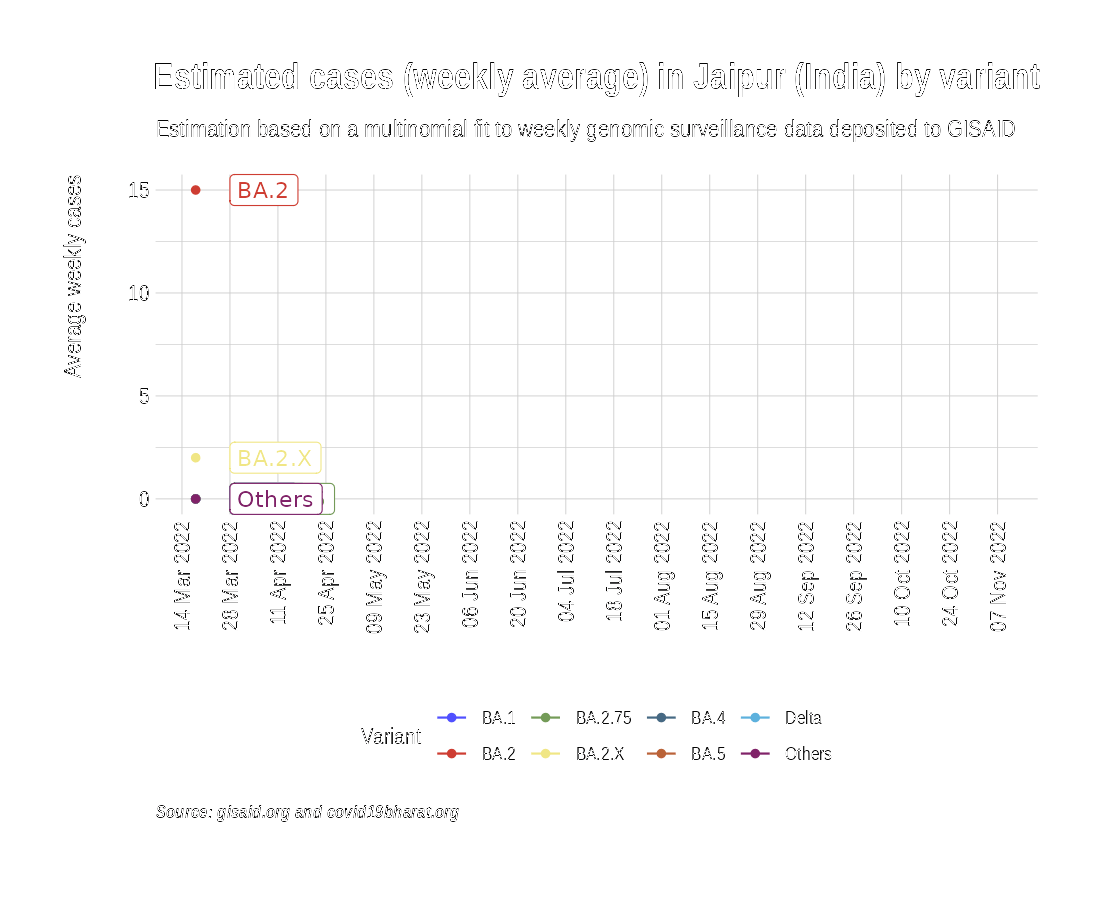 Estimated cases (weekly average) in Jaipur (India) by variant
Estimation based on a multinomial fit to weekly genomic surveillance data deposited to GISAID
Average weekly cases
15
10
5
0
BA.2
BA.2.X
Others
14 Mar 2022
28 Mar 2022
11 Apr 2022
25 Apr 2022
09 May 2022
23 May 2022
06 Jun 2022
20 Jun 2022
04 Jul 2022
18 Jul 2022
01 Aug 2022
15 Aug 2022
29 Aug 2022
12 Sep 2022
26 Sep 2022
10 Oct 2022
24 Oct 2022
07 Nov 2022
Variant
BA.1
BA.2.75
BA.4
Delta
BA.2
BA.2.X
BA.5
Others
Source: gisaid.org and covid19bharat.org